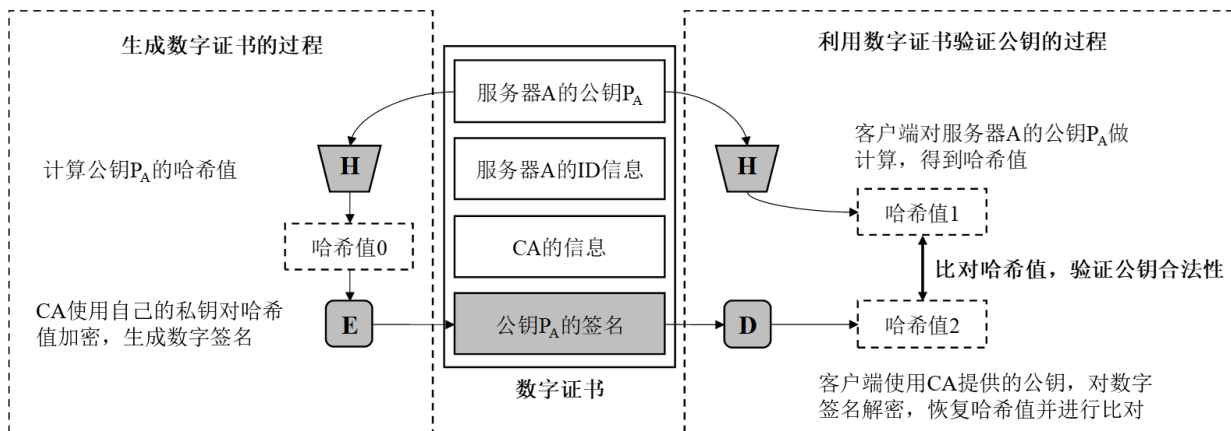 生成数字证书的过程
计算公钥PA的哈希值
H
哈希值0
CA使用自己的私钥对哈希
值加密，生成数字签名
E
服务器A的公钥PA
服务器A的ID信息
CA的信息
公钥PA的签名
数字证书
利用数字证书验证公钥的过程
客户端对服务器A的公钥PA做
计算，得到哈希值
H
哈希值1
比对哈希值，验证公钥合法性
D
哈希值2
客户端使用CA提供的公钥，对数字
签名解密，恢复哈希值并进行比对